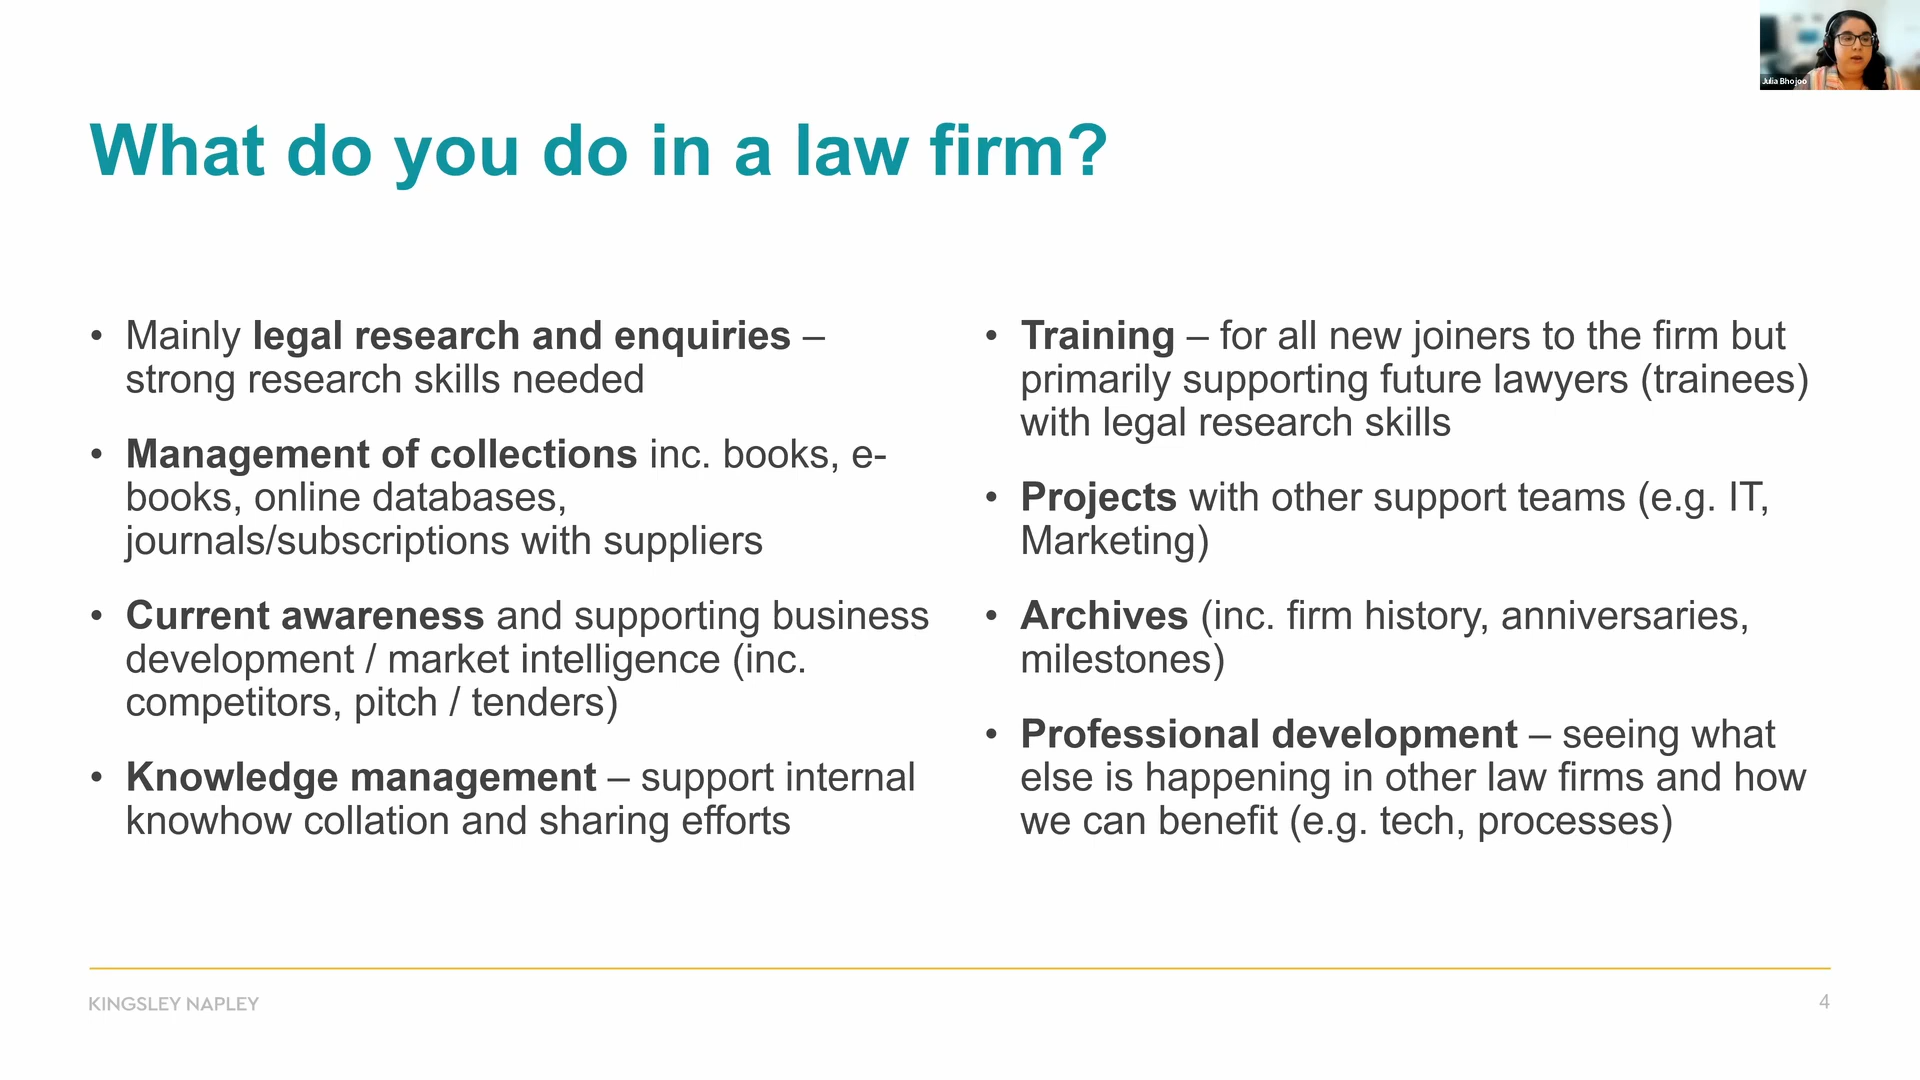 Julia Bhojoo
What do you do in a law firm?
• Mainly legal research and enquiries –
strong research skills needed
• Management of collections inc. books, e-
books, online databases,
journals/subscriptions with suppliers
• Current awareness and supporting business
development / market intelligence (inc.
competitors, pitch / tenders)
• Knowledge management – support internal
knowhow collation and sharing efforts
• Training – for all new joiners to the firm but
primarily supporting future lawyers (trainees)
with legal research skills
• Projects with other support teams (e.g. IT,
Marketing)
• Archives (inc. firm history, anniversaries,
milestones)
• Professional development – seeing what
else is happening in other law firms and how
we can benefit (e.g. tech, processes)
KINGSLEY NAPLEY
4